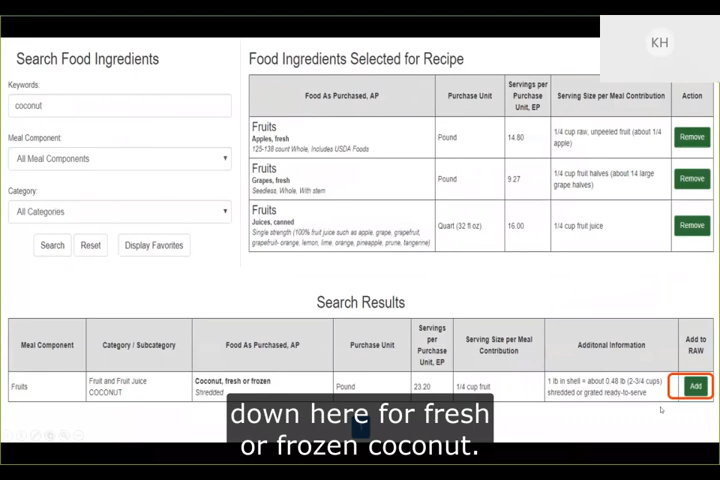 KH
Search Food Ingredients
Keywords:
coconut
Meal Component:
All Meal Components
Category:
All Categories
Search Reset Display Favorites
Food Ingredients Selected for Recipe
Food As Purchased, AP
Purchase Unit
Servings per Purchase Unit, EP
Serving Size per Meal Contribution
Action
Fruits
Apples, fresh
125-138 count Whole, Includes USDA Foods
Pound
14.80
1/4 cup raw, unpeeled fruit (about 1/4 apple)
Remove
Fruits
Grapes, fresh
Seedless, Whole, With stem
Pound
9.27
1/4 cup fruit halves (about 14 large grape halves)
Remove
Fruits
Juices, canned
Single strength (100% fruit juice such as apple, grape, grapefruit,
grapefruit- orange, lemon, lime, orange, pineapple, prune, tangerine)
Quart (32 fl oz)
16.00
1/4 cup fruit juice
Remove
Search Results
Meal Component
Category / Subcategory
Food As Purchased, AP
Purchase Unit
Servings per Purchase Unit, EP
Serving Size per Meal Contribution
Additional Information
Add to RAW
Fruits
Fruit and Fruit Juice
COCONUT
Coconut, fresh or frozen
Shredded
Pound
23.20
1/4 cup fruit
1 lb in shell = about 0.48 lb (2-3/4 cups)
shredded or grated ready-to-serve
Add
down here for fresh
or frozen coconut.